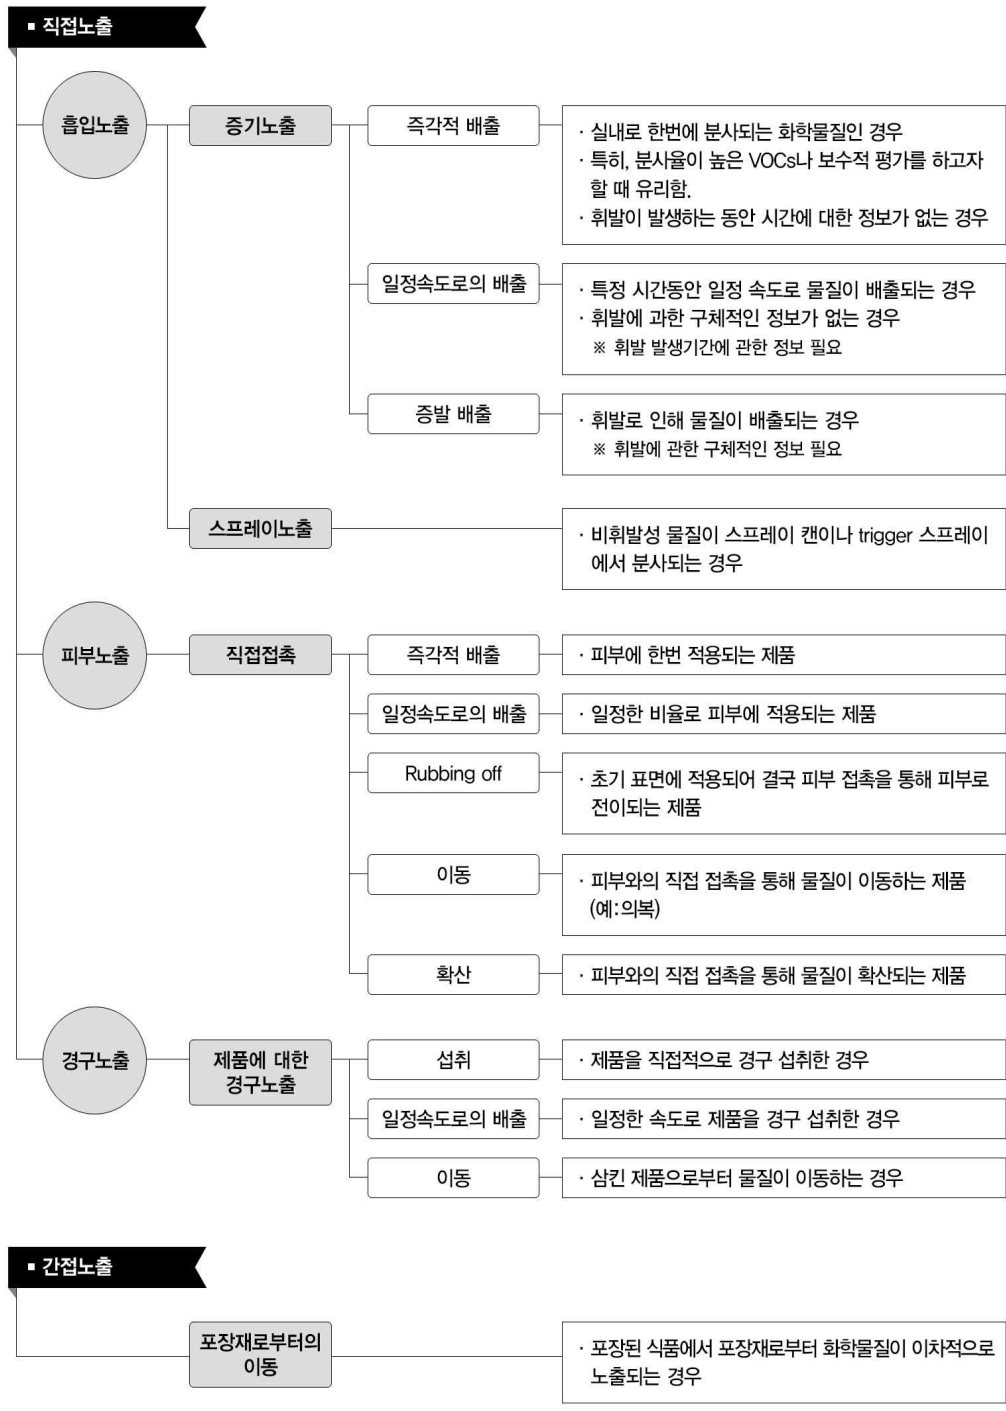 ▪ 직접노출
흡입노출
증기노출
즉각적 배출
· 실내로 한번에 분사되는 화학물질인 경우
· 특히, 분사율이 높은 VOCs나 보수적 평가를 하고자
할 때 유리함.
· 휘발이 발생하는 동안 시간에 대한 정보가 없는 경우
일정속도로의 배출
· 특정 시간동안 일정 속도로 물질이 배출되는 경우
· 휘발에 과한 구체적인 정보가 없는 경우
※ 휘발 발생기간에 관한 정보 필요
증발 배출
· 휘발로 인해 물질이 배출되는 경우
※ 휘발에 관한 구체적인 정보 필요
스프레이노출
· 비휘발성 물질이 스프레이 캔이나 trigger 스프레이
에서 분사되는 경우
피부노출
직접접촉
즉각적 배출
· 피부에 한번 적용되는 제품
일정속도로의 배출
· 일정한 비율로 피부에 적용되는 제품
Rubbing off
· 초기 표면에 적용되어 결국 피부 접촉을 통해 피부로
전이되는 제품
이동
· 피부와의 직접 접촉을 통해 물질이 이동하는 제품
(예:의복)
확산
· 피부와의 직접 접촉을 통해 물질이 확산되는 제품
경구노출
제품에 대한
경구노출
섭취
· 제품을 직접적으로 경구 섭취한 경우
일정속도로의 배출
· 일정한 속도로 제품을 경구 섭취한 경우
이동
· 삼킨 제품으로부터 물질이 이동하는 경우
▪ 간접노출
포장재로부터의
이동
· 포장된 식품에서 포장재로부터 화학물질이 이차적으로
노출되는 경우